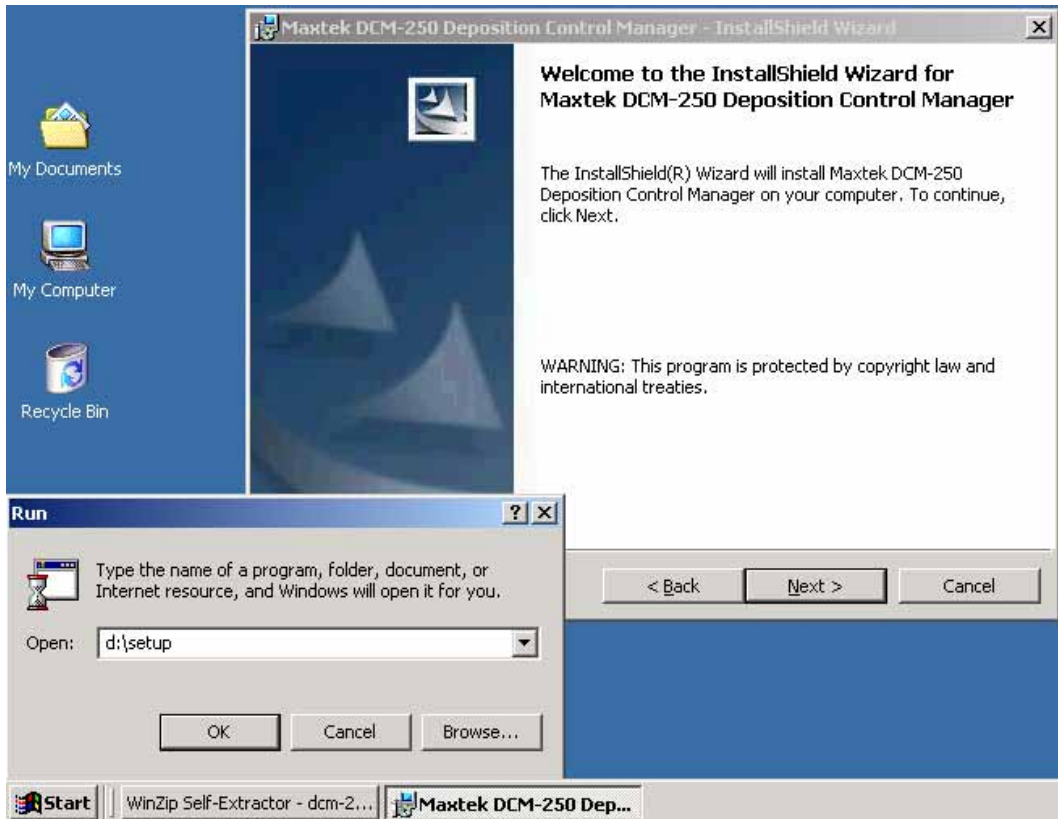 Maxtek DCM-250 Deposition Control Manager - InstallShield Wizard
Welcome to the InstallShield Wizard for
Maxtek DCM-250 Deposition Control Manager
The InstallShield(R) Wizard will install Maxtek DCM-250
Deposition Control Manager on your computer. To continue,
click Next.
WARNING: This program is protected by copyright law and
international treaties.
< Back
Next >
Cancel
My Documents
My Computer
Recycle Bin
Run
Type the name of a program, folder, document, or
Internet resource, and Windows will open it for you.
Open:
d:\setup
OK
Cancel
Browse...
Start
WinZip Self-Extractor - dcm-2...
Maxtek DCM-250 Dep...